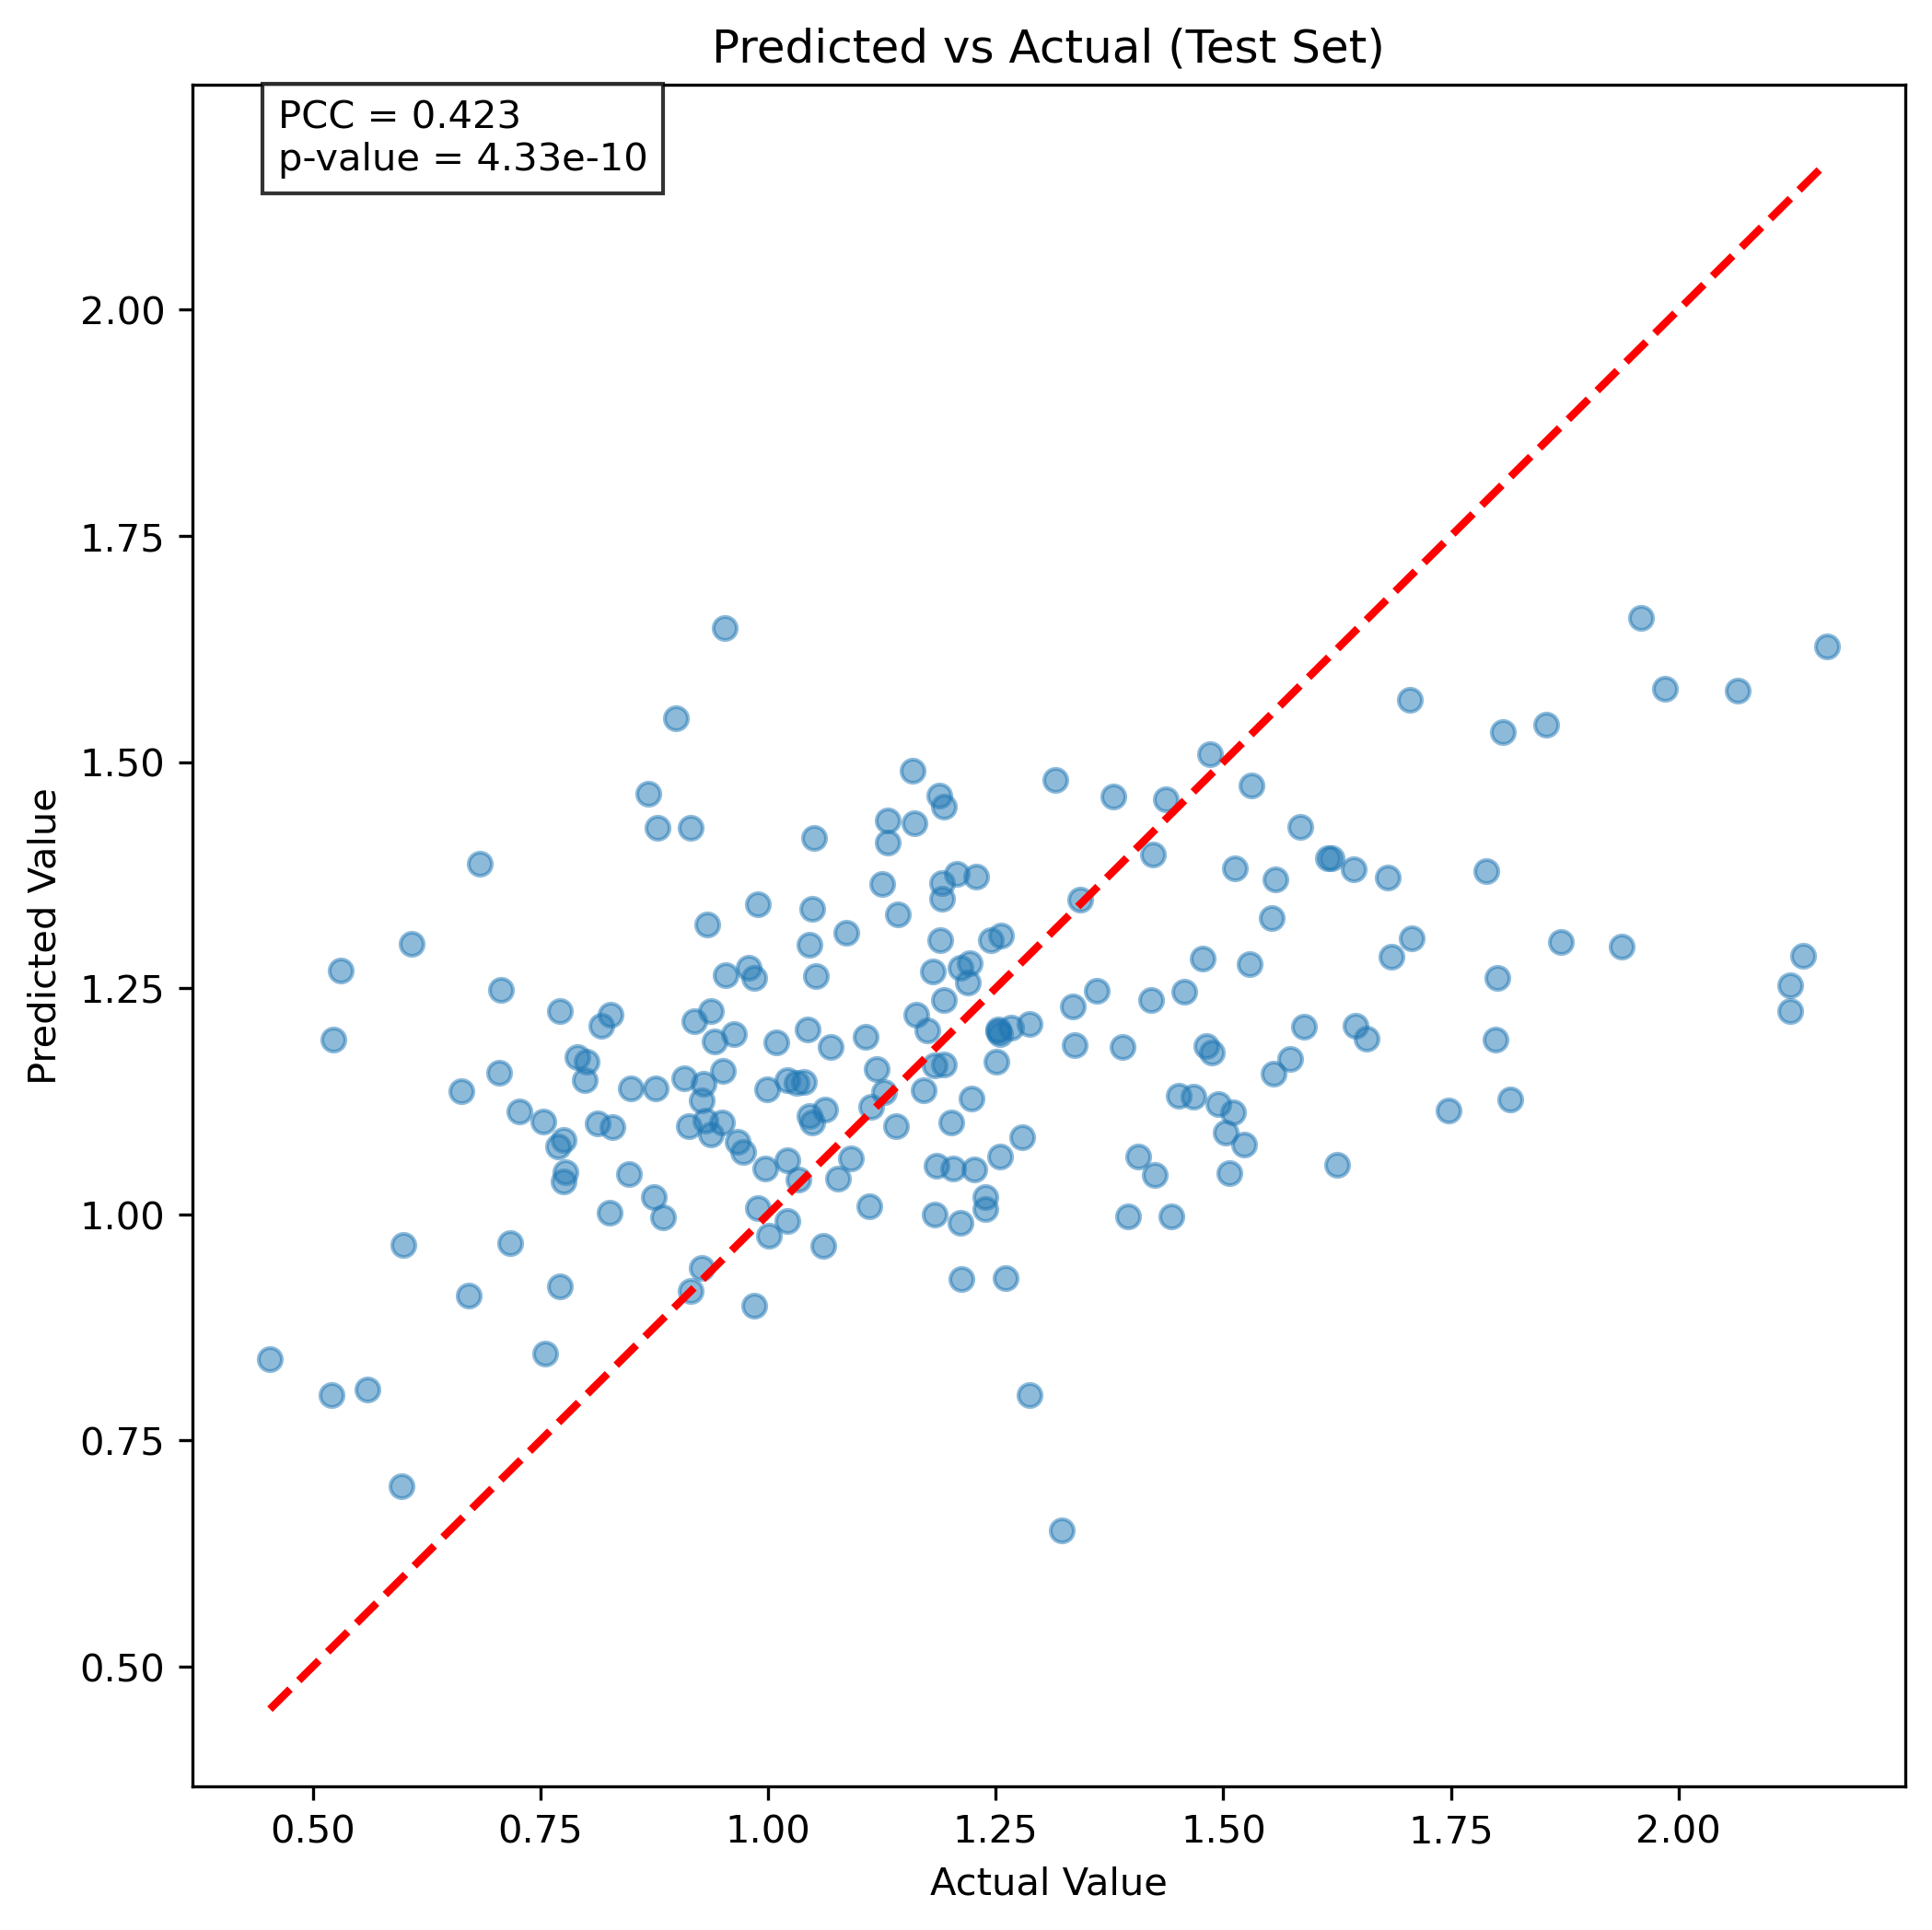 Predicted vs Actual (Test Set)
PCC = 0.423
p-value = 4.33e-10
Predicted Value
2.00
1.75
1.50
1.25
1.00
0.75
0.50
0.50 0.75 1.00 1.25 1.50 1.75 2.00
Actual Value